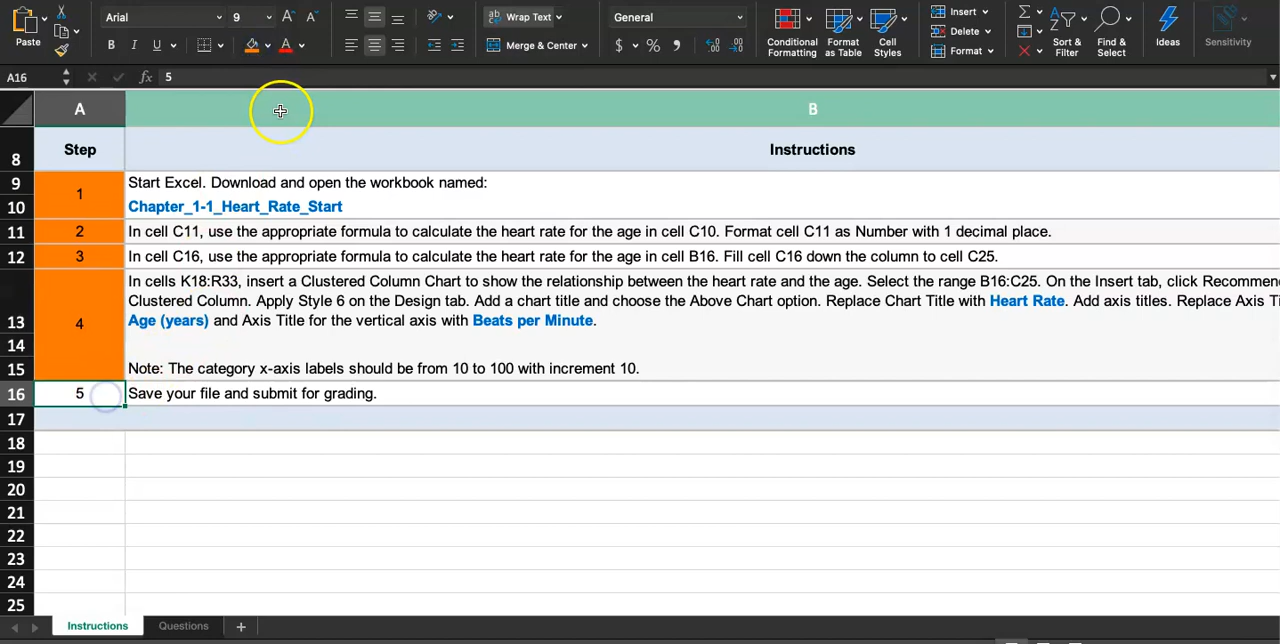 Paste
Arial
9
B I U
Wrap Text
Merge & Center
General
$ % ,
Conditional
Formatting
Format
as Table
Cell
Styles
Insert
Delete
Format
Sort &
Filter
Find &
Select
Ideas
Sensitivity
A16
fx 5
A B
8 Step Instructions
9 1 Start Excel. Download and open the workbook named:
10 Chapter_1-1_Heart_Rate_Start
11 2 In cell C11, use the appropriate formula to calculate the heart rate for the age in cell C10. Format cell C11 as Number with 1 decimal place.
12 3 In cell C16, use the appropriate formula to calculate the heart rate for the age in cell B16. Fill cell C16 down the column to cell C25.
In cells K18:R33, insert a Clustered Column Chart to show the relationship between the heart rate and the age. Select the range B16:C25. On the Insert tab, click Recommen
Clustered Column. Apply Style 6 on the Design tab. Add a chart title and choose the Above Chart option. Replace Chart Title with Heart Rate. Add axis titles. Replace Axis Ti
13 4 Age (years) and Axis Title for the vertical axis with Beats per Minute.
14
15 Note: The category x-axis labels should be from 10 to 100 with increment 10.
16 5 Save your file and submit for grading.
17
18
19
20
21
22
23
24
25
Instructions Questions +